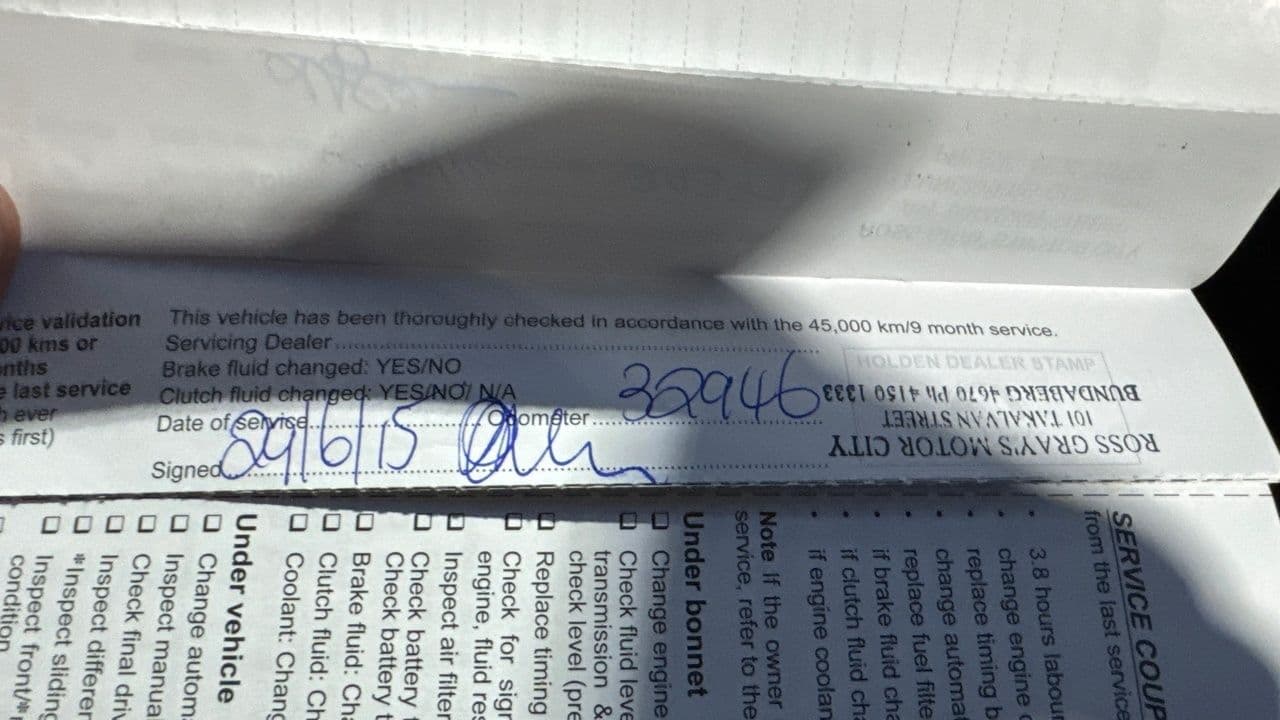 This vehicle has been thoroughly checked in accordance with the 45,000 km/9 month service.
validation
00 kms or
last service
ever
first)
Servicing Dealer
Brake fluid changed: YES/NO
Clutch fluid changed: YES/NO/ N/A
Date of service 29/6/15 Odometer 32946
Signed
HOLDEN DEALER STAMP
ROSS GRAY'S MOTOR CITY
101 TAKALVAN STREET
BUNDABERG 4670 Ph 4150 1333
SERVICE COUP
from the last service
• 3.8 hours labour
• change engine
• replace timing
• change automat
• replace fuel filte
• if brake fluid cha
• if clutch fluid cha
• if engine coolan
Note If the owner
service, refer to the
Under bonnet
□ Change engine
□ Check fluid leve
transmission &
check level (pre
□ Replace timing
□ Check for sign
engine, fluid res
□ Inspect air filter
□ Check battery
Check battery t
□ Brake fluid: Cha
□ Clutch fluid: Ch
□ Coolant: Chang
Under vehicle
□ Change autom
□ Inspect manual
□ Check final driv
□ Inspect differen
□ *Inspect sliding
□ Inspect front/*r
condition